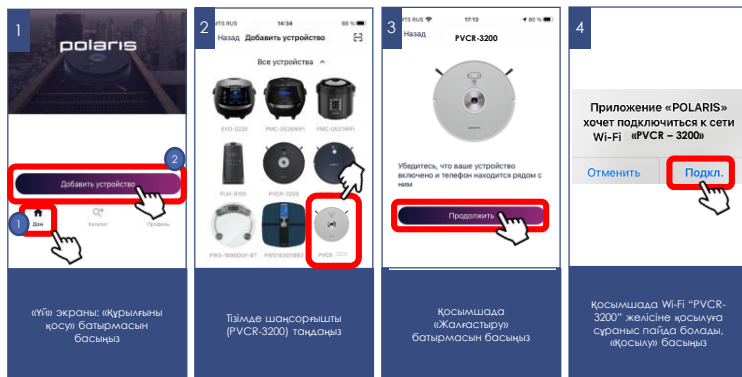 1
polaris
2
Добавить устройство
1
Дом
Каталог
Профиль
«Үй» экраны: «Құрылғыны
қосу» батырмасын
басыңыз
2
MTS RUS 14:34 88 %
Назад Добавить устройство
Все устройства
EVO-0225 PMC-0526WIFI PMC-0521WIFI
PUH-9105 PVCR-3200
PVCR -3200
Тізімде шаңсорғышты
(PVCR-3200) таңдаңыз
3
MTS RUS 17:13 80 %
Назад
PVCR-3200
Убедитесь, что ваше устройство
включено и телефон находится рядом с
ним
Продолжить
Қосымшада
«Жалғастыру»
батырмасын басыңыз
4
Приложение «POLARIS»
хочет подключиться к сети
Wi-Fi «PVCR – 3200»
Отменить Подкл.
Қосымшада Wi-Fi “PVCR-
3200” желісіне қосылуға
сұраныс пайда болады,
«Қосылу» басыңыз